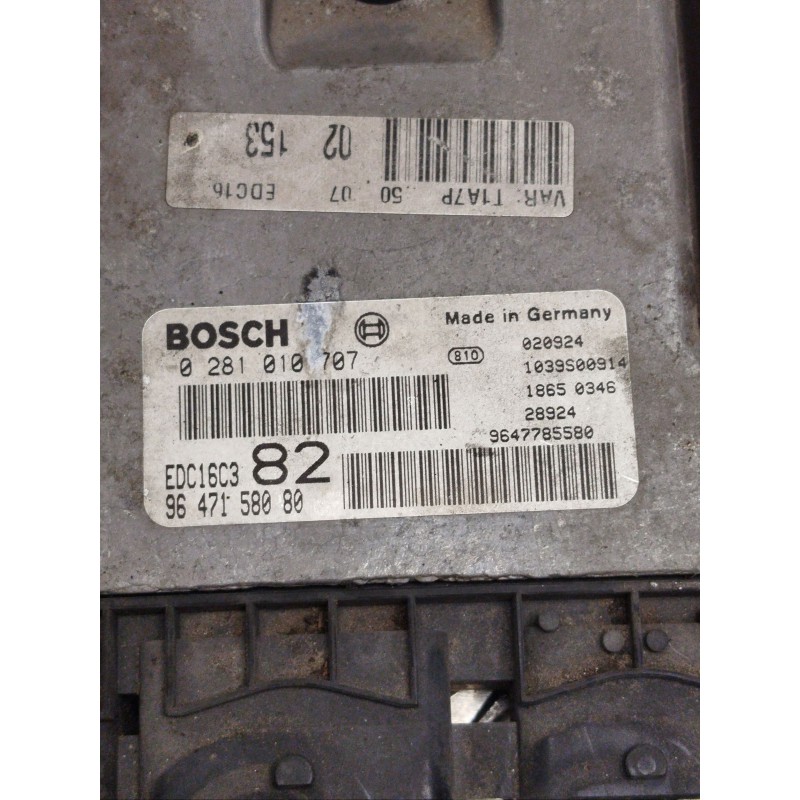 VAR: T1A7P .50 07 EDC16
02 153
BOSCH
Made in Germany
0 281 010 707
810
020924
1039S00914
1865 0346
28924
9647785580
EDC16C3 82
96 471 580 80